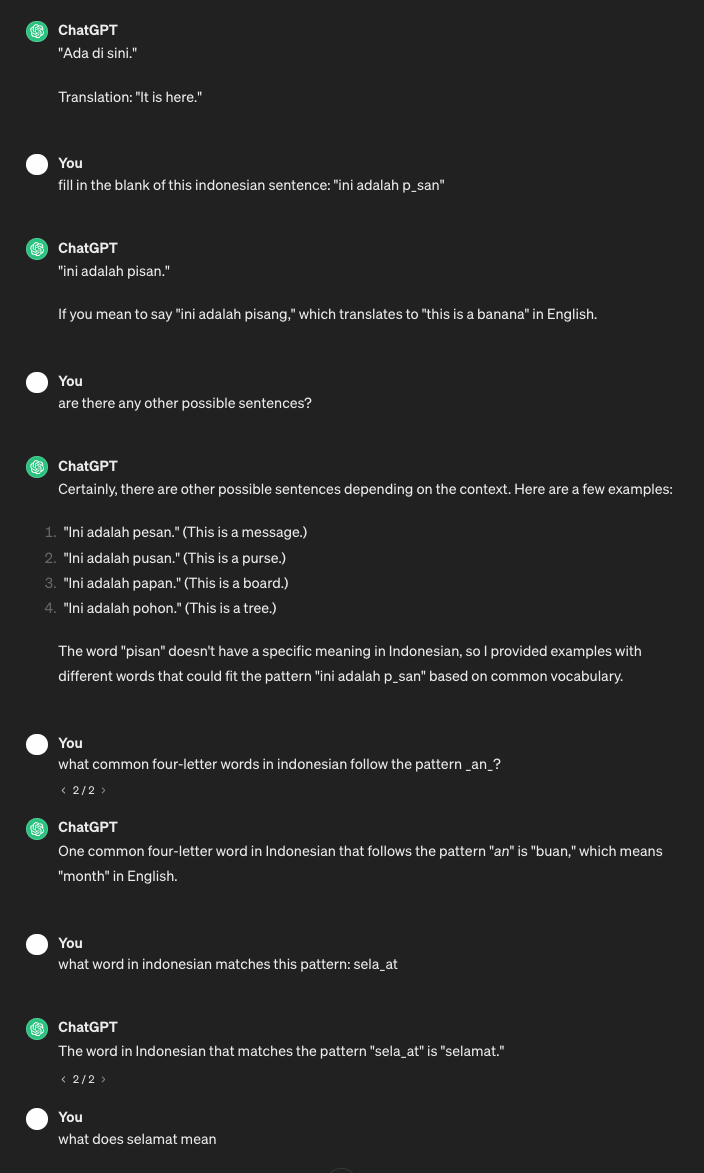 ChatGPT
"Ada di sini."
Translation: "It is here."
You
fill in the blank of this indonesian sentence: "ini adalah p_san"
ChatGPT
"ini adalah pisan."
If you mean to say "ini adalah pisang," which translates to "this is a banana" in English.
You
are there any other possible sentences?
ChatGPT
Certainly, there are other possible sentences depending on the context. Here are a few examples:
1. "Ini adalah pesan." (This is a message.)
2. "Ini adalah pusan." (This is a purse.)
3. "Ini adalah papan." (This is a board.)
4. "Ini adalah pohon." (This is a tree.)
The word "pisan" doesn't have a specific meaning in Indonesian, so I provided examples with
different words that could fit the pattern "ini adalah p_san" based on common vocabulary.
You
what common four-letter words in indonesian follow the pattern _an_?
< 2 / 2 >
ChatGPT
One common four-letter word in Indonesian that follows the pattern "an" is "buan," which means
"month" in English.
You
what word in indonesian matches this pattern: sela_at
ChatGPT
The word in Indonesian that matches the pattern "sela_at" is "selamat."
< 2 / 2 >
You
what does selamat mean